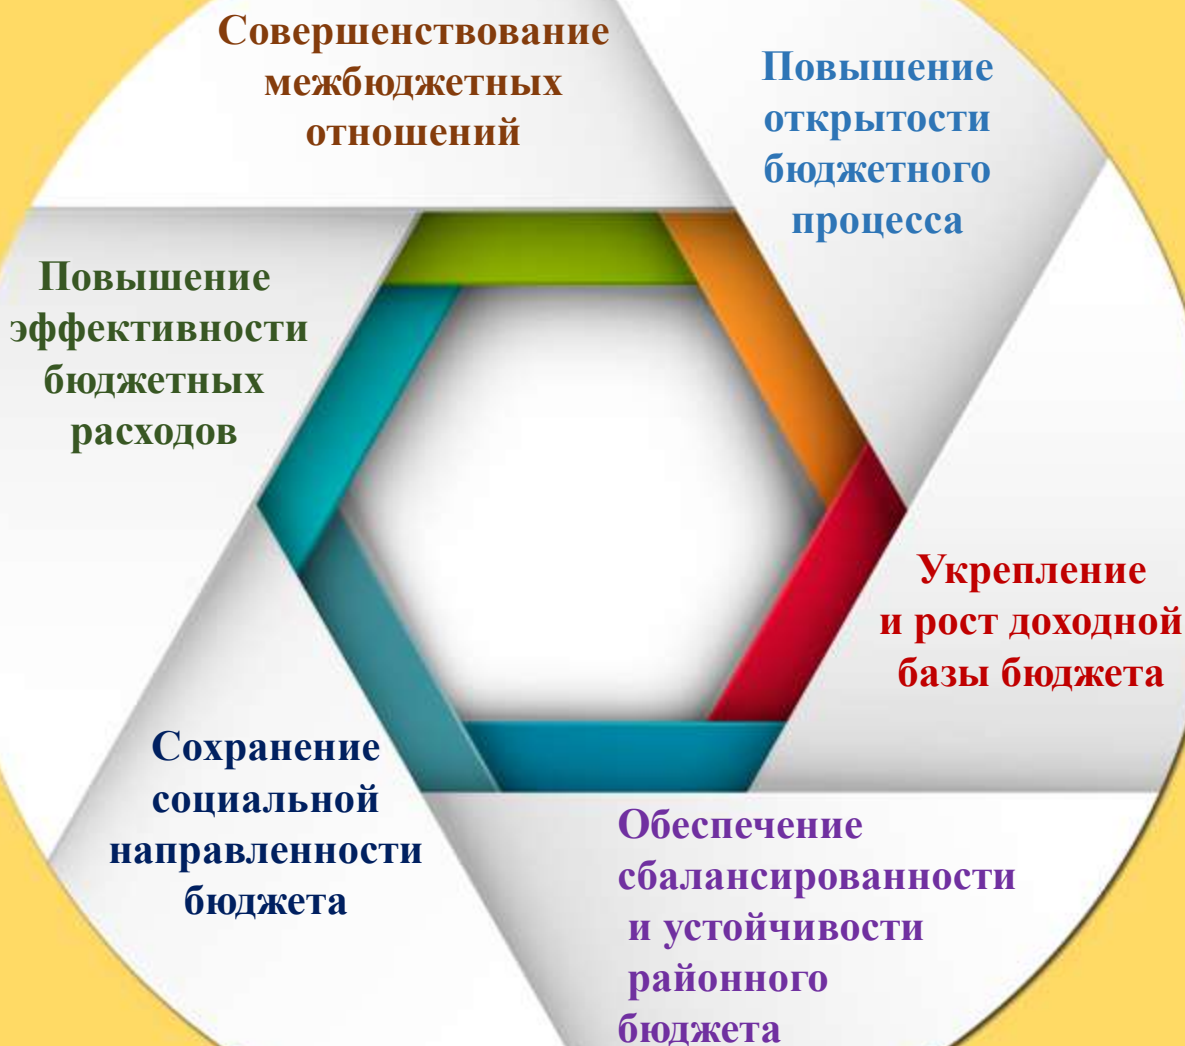 Совершенствование
межбюджетных
отношений
Повышение
открытости
бюджетного
процесса
Повышение
эффективности
бюджетных
расходов
Укрепление
и рост доходной
базы бюджета
Сохранение
социальной
направленности
бюджета
Обеспечение
сбалансированности
и устойчивости
районного
бюджета